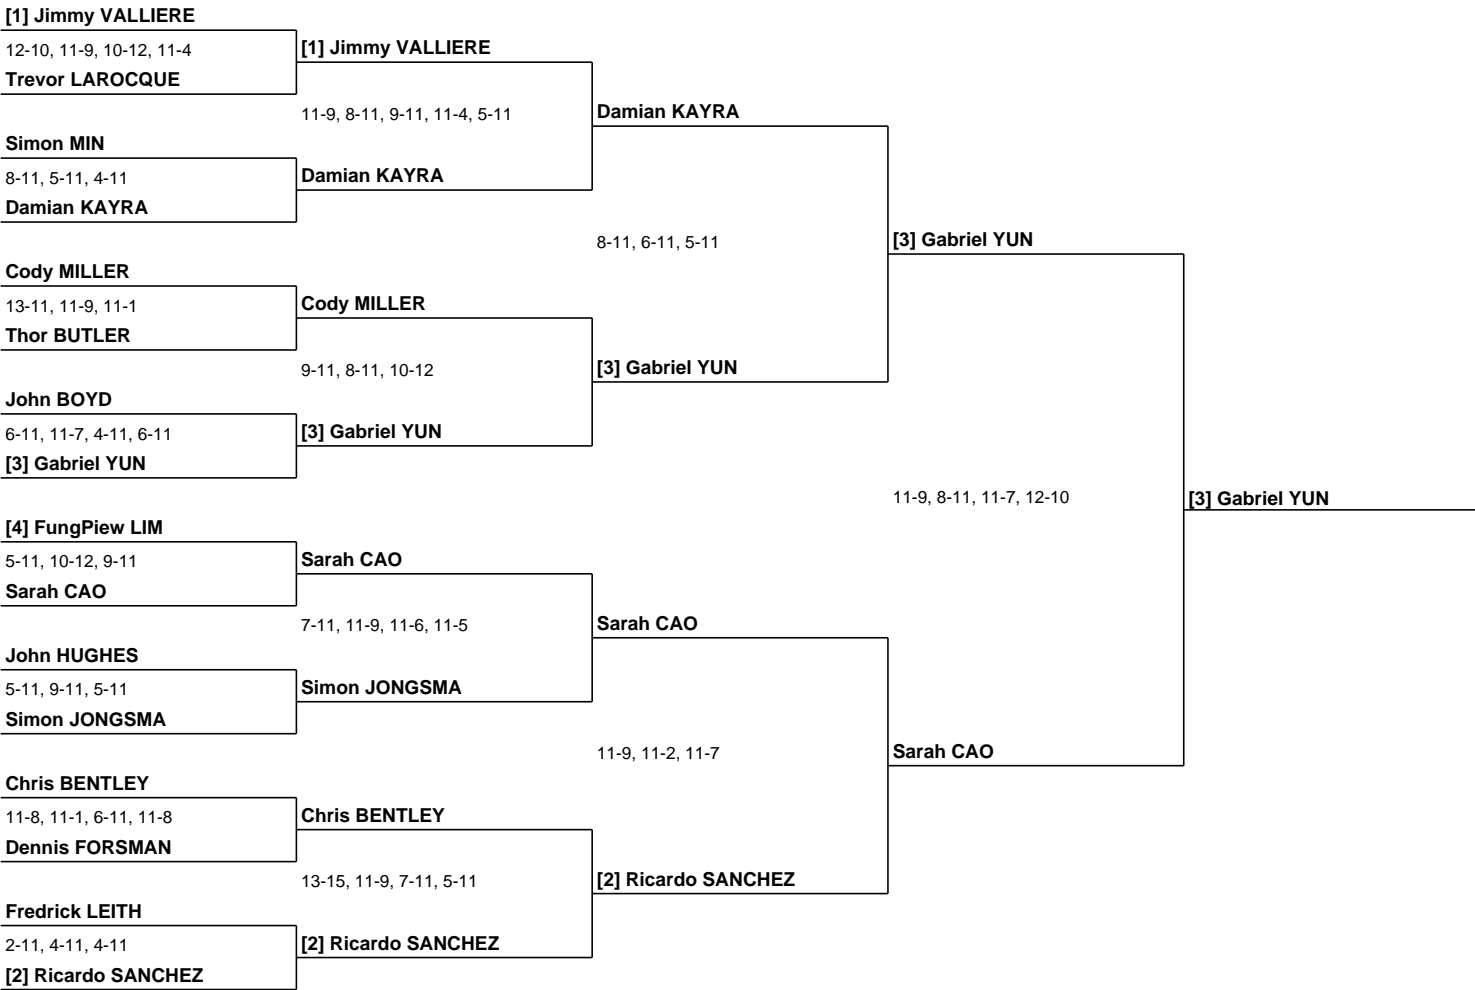 [1] Jimmy VALLIERE
12-10, 11-9, 10-12, 11-4
Trevor LAROCQUE
Simon MIN
8-11, 5-11, 4-11
Damian KAYRA
Cody MILLER
13-11, 11-9, 11-1
Thor BUTLER
John BOYD
6-11, 11-7, 4-11, 6-11
[3] Gabriel YUN
[4] FungPiew LIM
5-11, 10-12, 9-11
Sarah CAO
John HUGHES
5-11, 9-11, 5-11
Simon JONGSMA
Chris BENTLEY
11-8, 11-1, 6-11, 11-8
Dennis FORSMAN
Fredrick LEITH
2-11, 4-11, 4-11
[2] Ricardo SANCHEZ
[1] Jimmy VALLIERE
11-9, 8-11, 9-11, 11-4, 5-11
Damian KAYRA
Cody MILLER
9-11, 8-11, 10-12
[3] Gabriel YUN
Sarah CAO
7-11, 11-9, 11-6, 11-5
Simon JONGSMA
Chris BENTLEY
13-15, 11-9, 7-11, 5-11
[2] Ricardo SANCHEZ
Damian KAYRA
8-11, 6-11, 5-11
[3] Gabriel YUN
Sarah CAO
11-9, 11-2, 11-7
[2] Ricardo SANCHEZ
[3] Gabriel YUN
11-9, 8-11, 11-7, 12-10
Sarah CAO
[3] Gabriel YUN